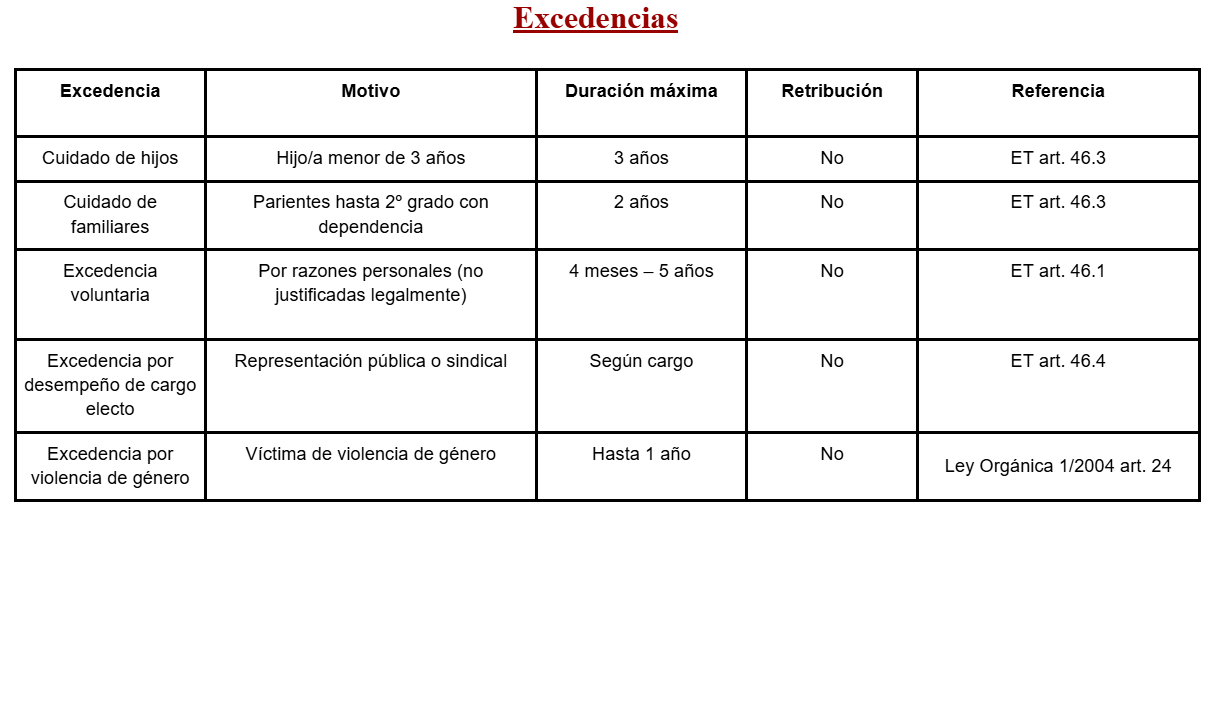 Excedencias
Excedencia Motivo Duración máxima Retribución Referencia
Cuidado de hijos Hijo/a menor de 3 años 3 años No ET art. 46.3
Cuidado de Parientes hasta 2º grado con 2 años No ET art. 46.3
familiares dependencia
Excedencia Por razones personales (no 4 meses – 5 años No ET art. 46.1
voluntaria justificadas legalmente)
Excedencia por Representación pública o sindical Según cargo No ET art. 46.4
desempeño de cargo
electo
Excedencia por Víctima de violencia de género Hasta 1 año No Ley Orgánica 1/2004 art. 24
violencia de género